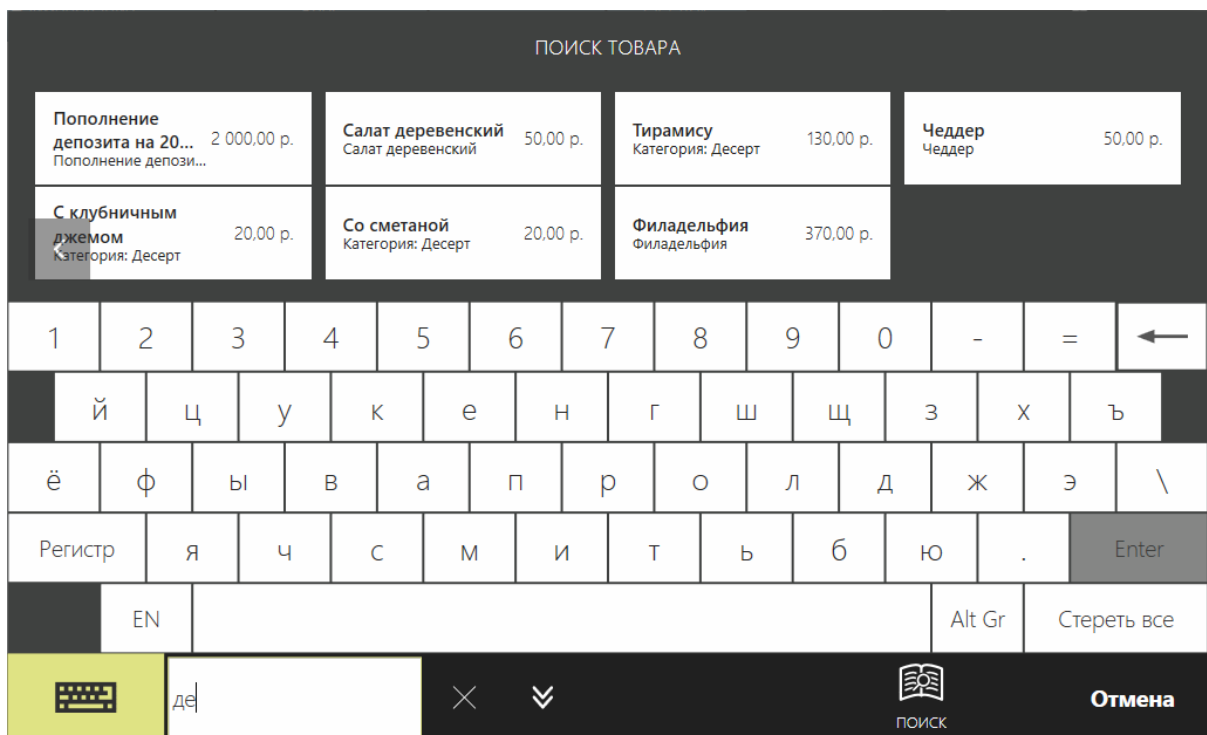 ПОИСК ТОВАРА
Пополнение
депозита на 20... 2 000,00 р.
Пополнение депози...
Салат деревенский 50,00 р.
Салат деревенский
Тирамису 130,00 р.
Категория: Десерт
Чеддер 50,00 р.
Чеддер
С клубничным
джемом 20,00 р.
Категория: Десерт
Со сметаной 20,00 р.
Категория: Десерт
Филадельфия 370,00 р.
Филадельфия
1 2 3 4 5 6 7 8 9 0 - =
й ц у к е н г ш щ з х ъ
ё ф ы в а п р о л д ж э \
Регистр я ч с м и т ь б ю . Enter
EN Alt Gr Стереть все
де ПОИСК Отмена